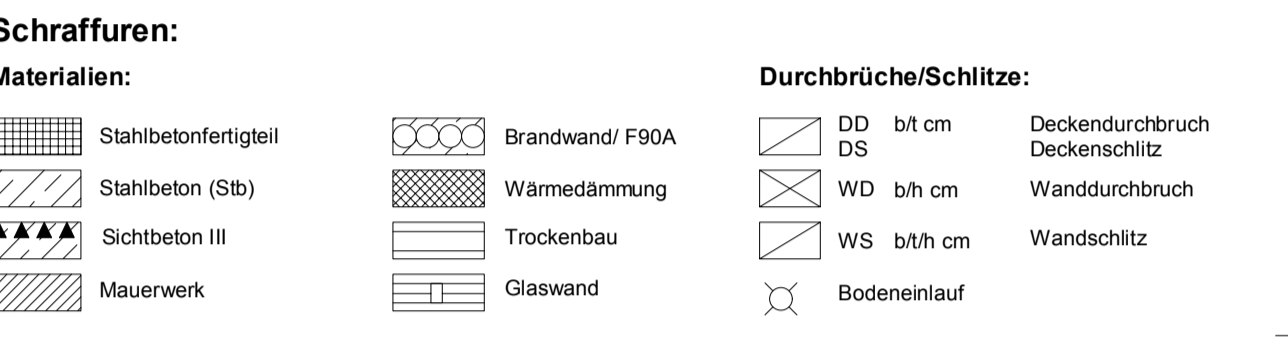 Schraffuren:
Materialien:
Stahlbetonfertigteil
Stahlbeton (Stb)
Sichtbeton III
Mauerwerk
Brandwand/ F90A
Wärmedämmung
Trockenbau
Glaswand
Durchbrüche/Schlitze:
DD b/t cm Deckendurchbruch
DS Deckenschlitz
WD b/h cm Wanddurchbruch
WS b/t/h cm Wandschlitz
Bodeneinlauf